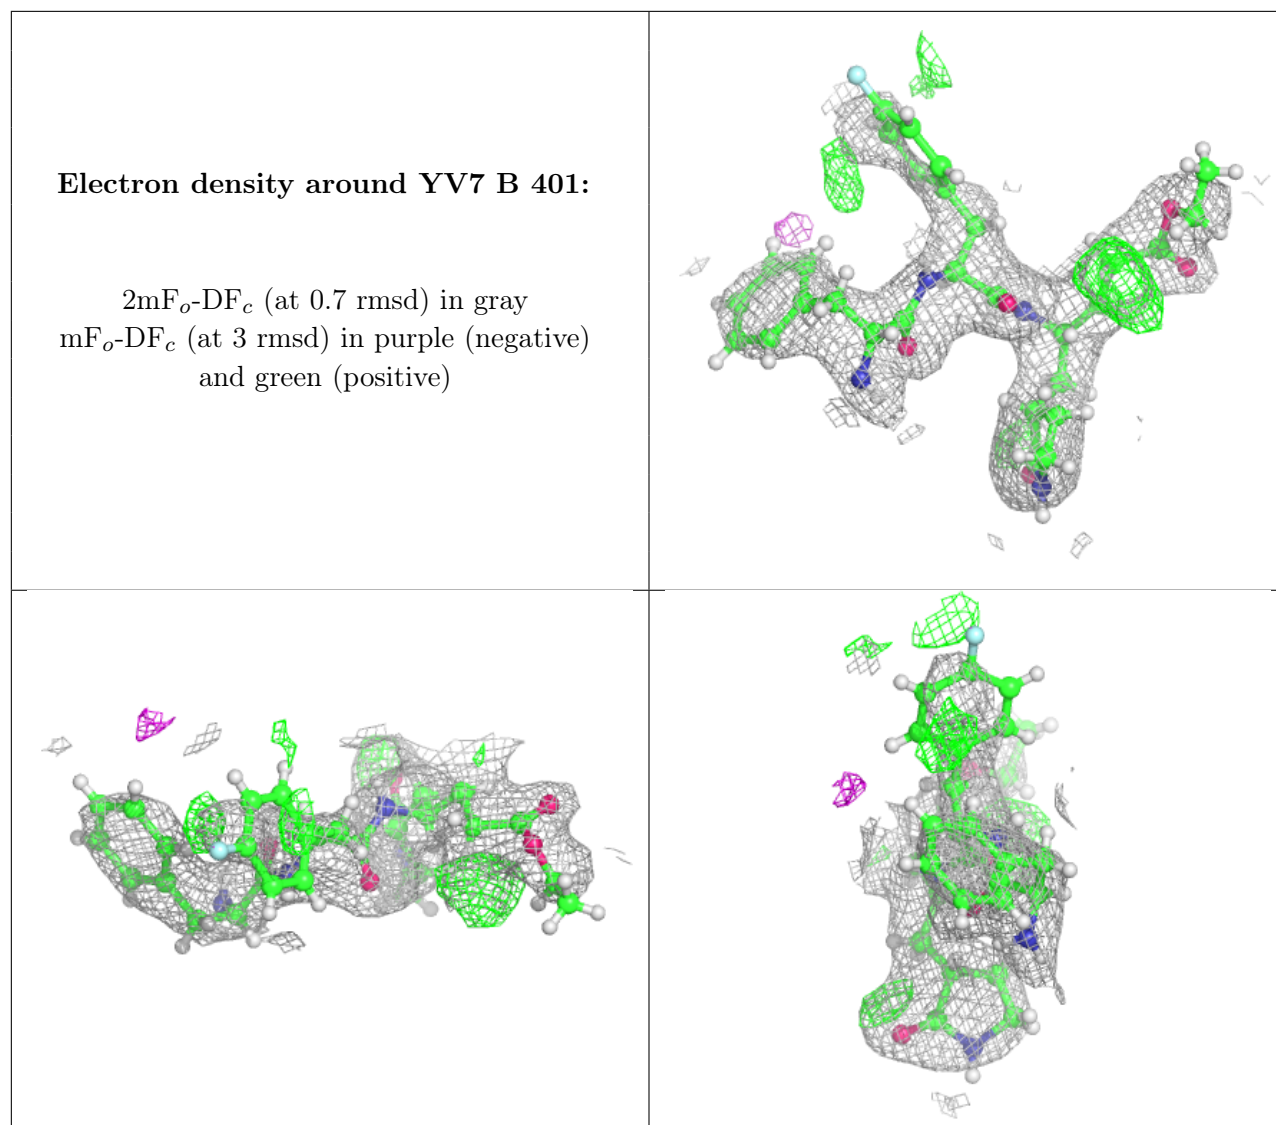 Electron density around YV7 B 401:
2mFo-DFc (at 0.7 rmsd) in gray
mFo-DFc (at 3 rmsd) in purple (negative)
and green (positive)